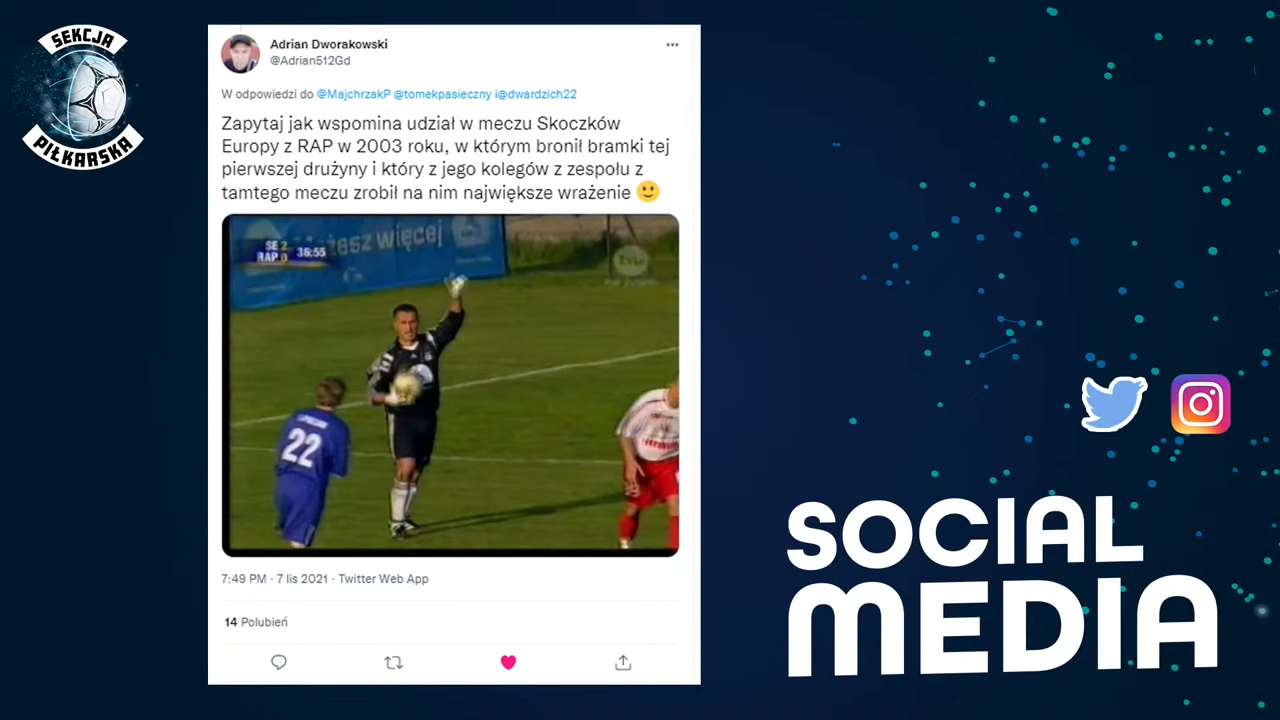 SEKCJA
PIŁKARSKA
Adrian Dworakowski
@Adrian512Gd
W odpowiedzi do @MajchrzakP @tomekpasieczny i@dwardzich22
Zapytaj jak wspomina udział w meczu Skoczków
Europy z RAP w 2003 roku, w którym bronił bramki tej
pierwszej drużyny i który z jego kolegów z zespołu z
tamtego meczu zrobił na nim największe wrażenie 🙂
żesz więcej
SE 2
RAP 0 36:55
22
7:49 PM · 7 lis 2021 · Twitter Web App
14 Polubień
SOCIAL
MEDIA